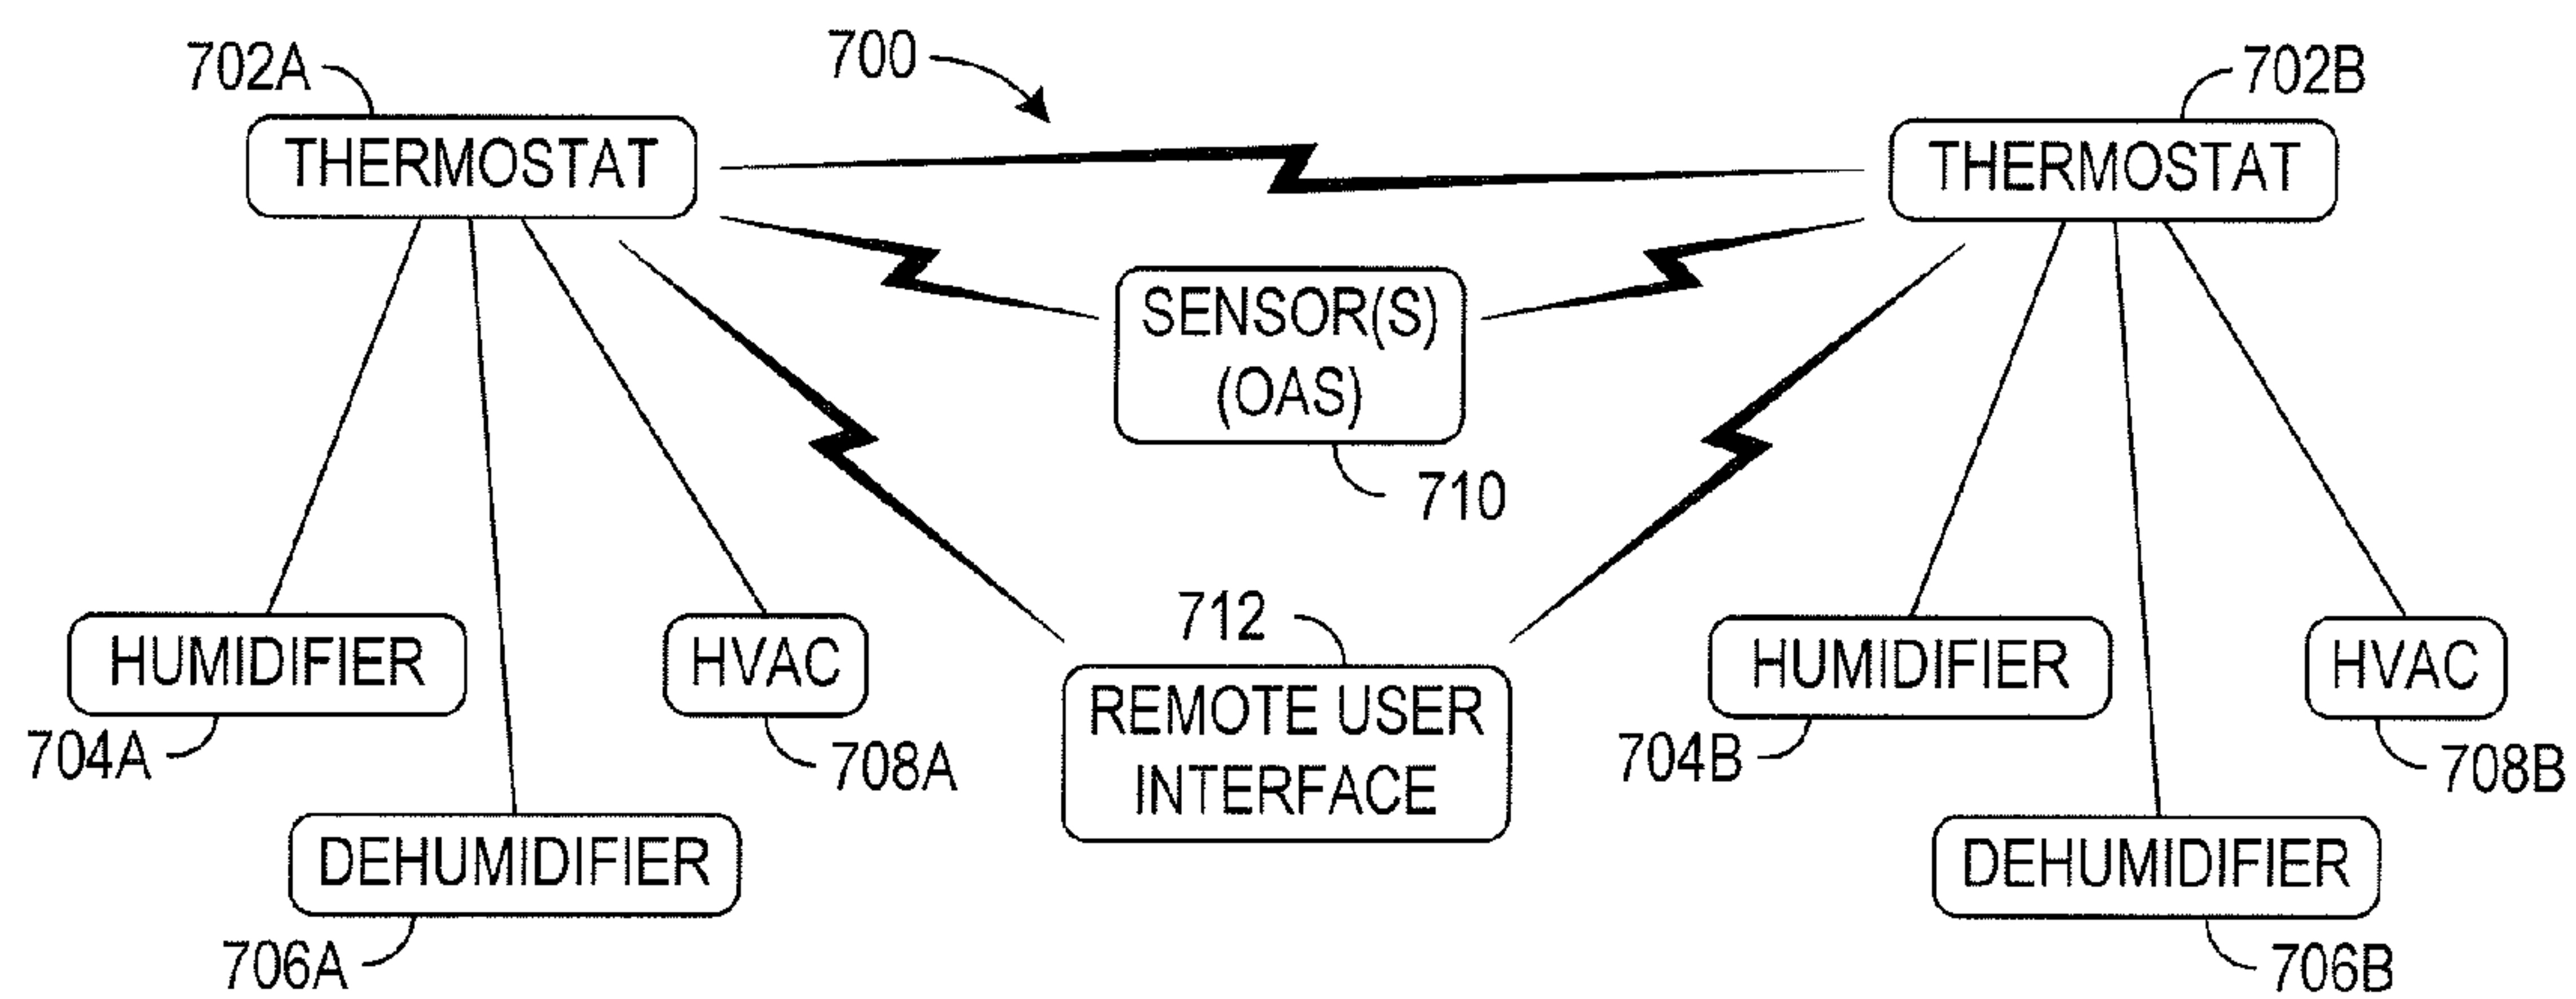 702A
700
702B
THERMOSTAT
THERMOSTAT
SENSOR(S)
(OAS)
710
712
HUMIDIFIER
HVAC
REMOTE USER
INTERFACE
HUMIDIFIER
HVAC
704A
708A
704B
708B
DEHUMIDIFIER
DEHUMIDIFIER
706A
706B